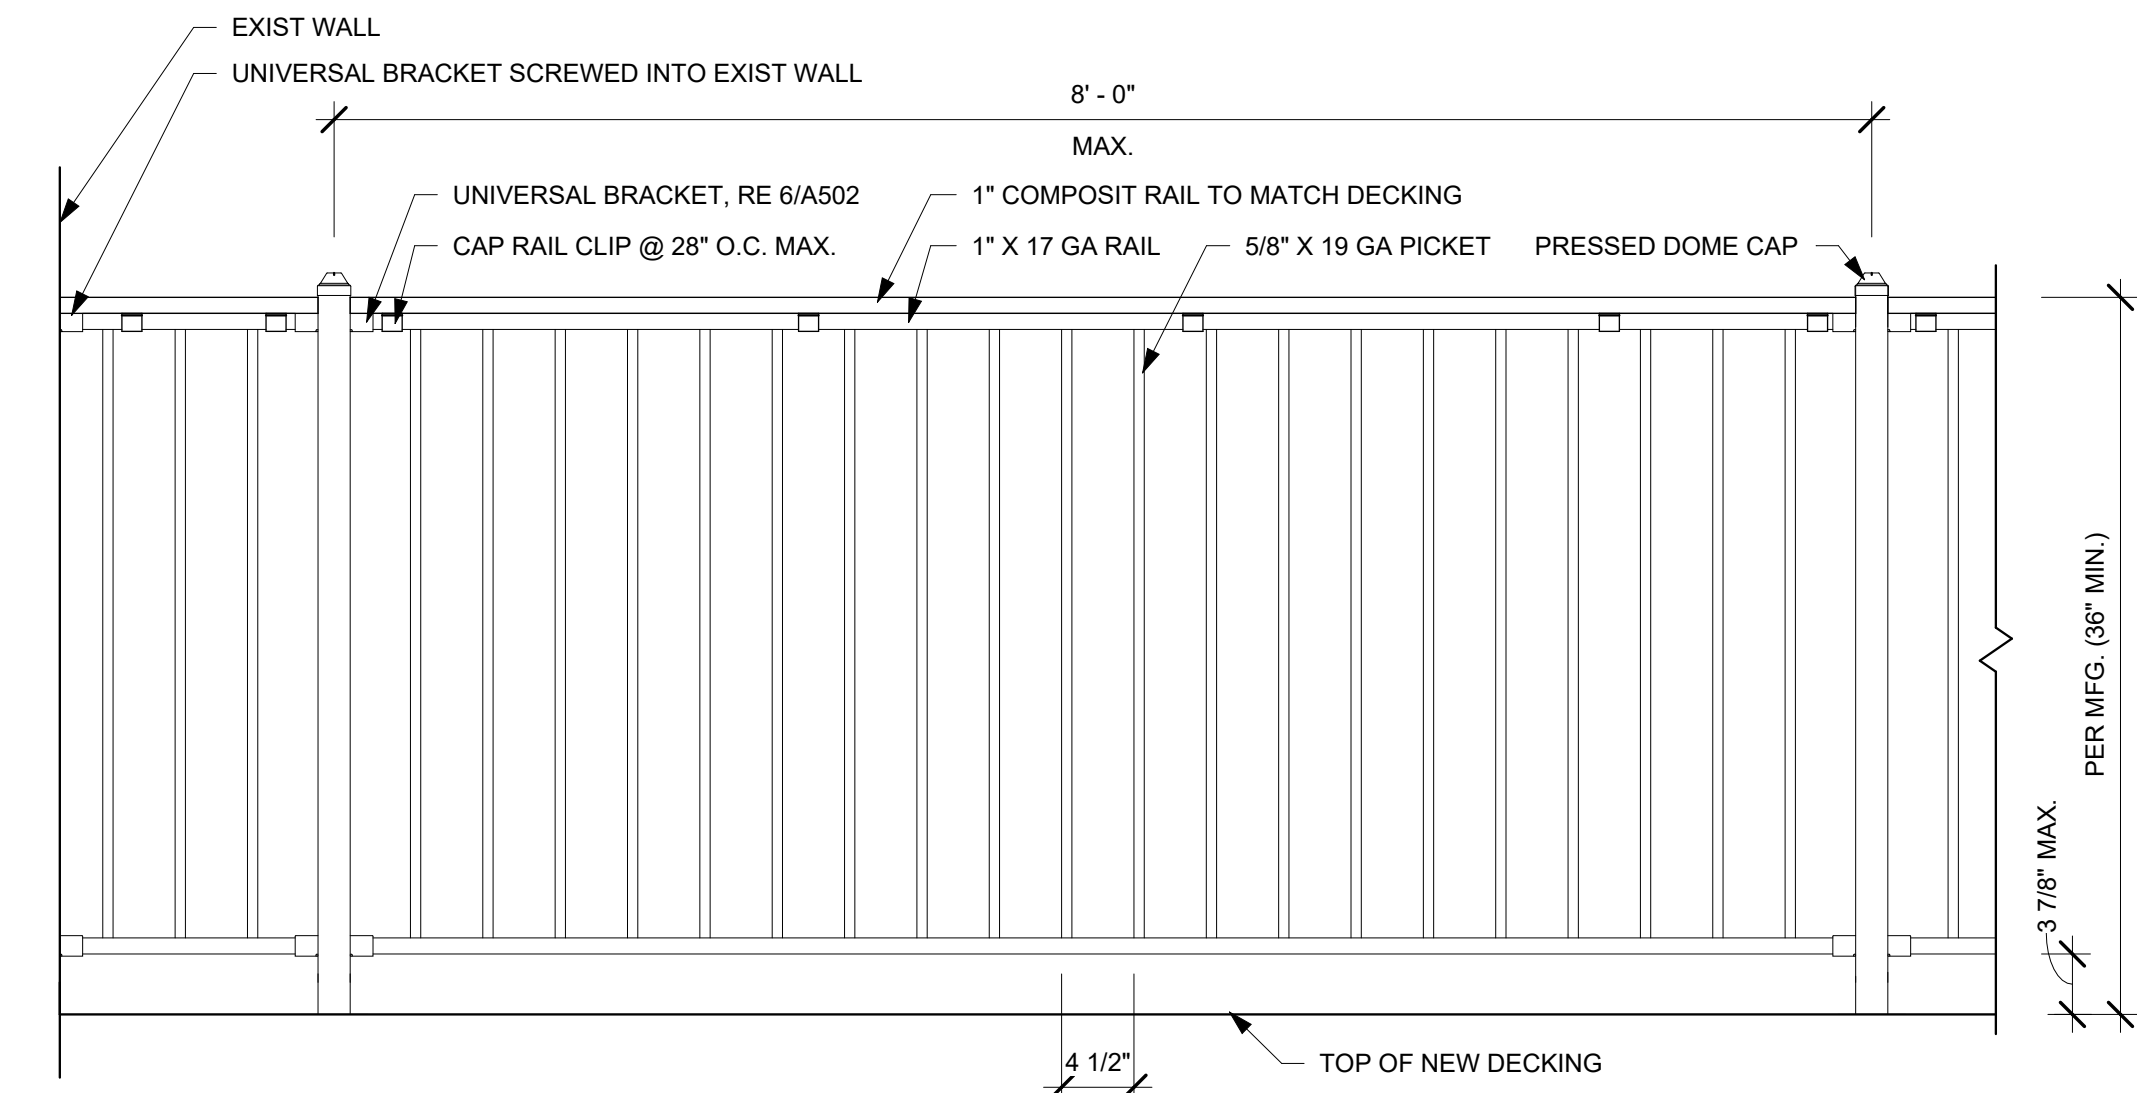 EXIST WALL
UNIVERSAL BRACKET SCREWED INTO EXIST WALL
8' - 0"
MAX.
UNIVERSAL BRACKET, RE 6/A502
1" COMPOSIT RAIL TO MATCH DECKING
CAP RAIL CLIP @ 28" O.C. MAX.
1" X 17 GA RAIL
5/8" X 19 GA PICKET
PRESSED DOME CAP
PER MFG. (36" MIN.)
3 7/8" MAX.
4 1/2"
TOP OF NEW DECKING